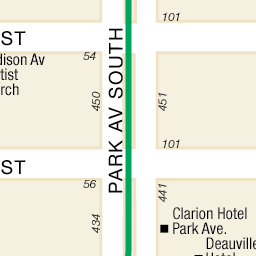 101
ST
dison Av
tist
rch
54
450
PARK AV SOUTH
451
101
ST
56
434
441
Clarion Hotel
Park Ave.
Deauville
Hotel